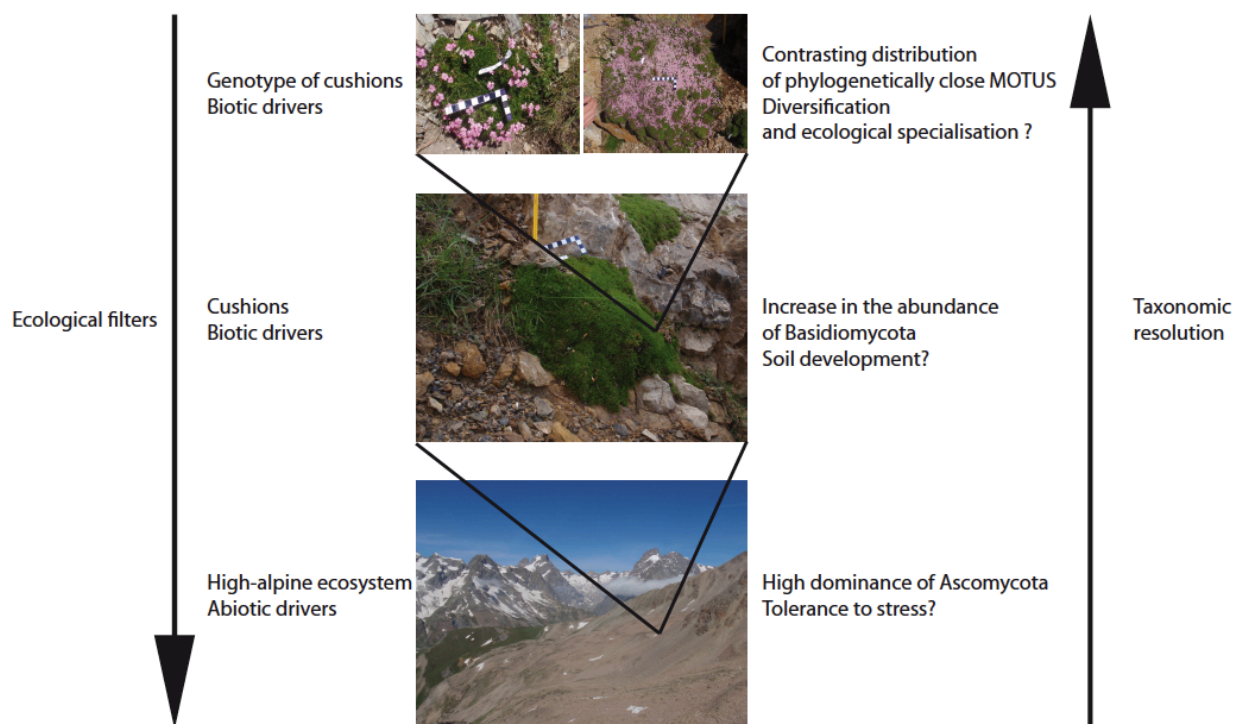 Genotype of cushions
Biotic drivers
Contrasting distribution
of phylogenetically close MOTUS
Diversification
and ecological specialisation ?
Ecological filters
Cushions
Biotic drivers
Increase in the abundance
of Basidiomycota
Soil development?
Taxonomic
resolution
High-alpine ecosystem
Abiotic drivers
High dominance of Ascomycota
Tolerance to stress?